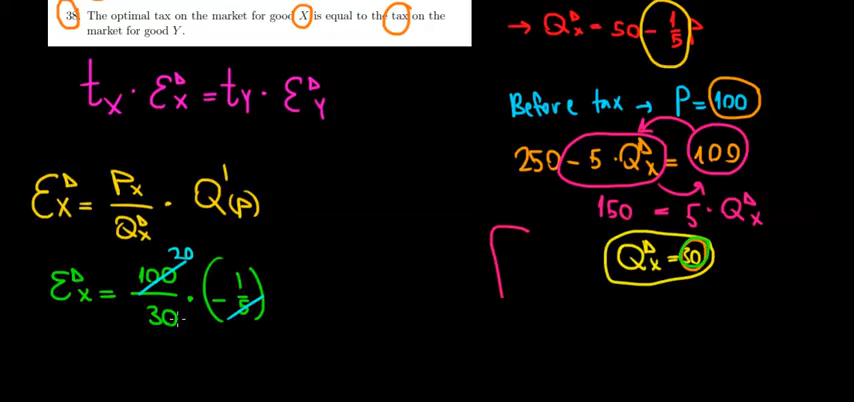 38. The optimal tax on the market for good X is equal to the tax on the
market for good Y.
t_X · Ɛ^D_X = t_Y · Ɛ^D_Y
Ɛ^D_X = P_X / Q^D_X · Q'(P)
Ɛ^D_X = 100 / 30 · (- 1/5)
20
→ Q^D_X = 50 - 1/5 P
Before tax → P = 100
250 - 5 · Q^D_X = 100
150 = 5 · Q^D_X
Q^D_X = 30